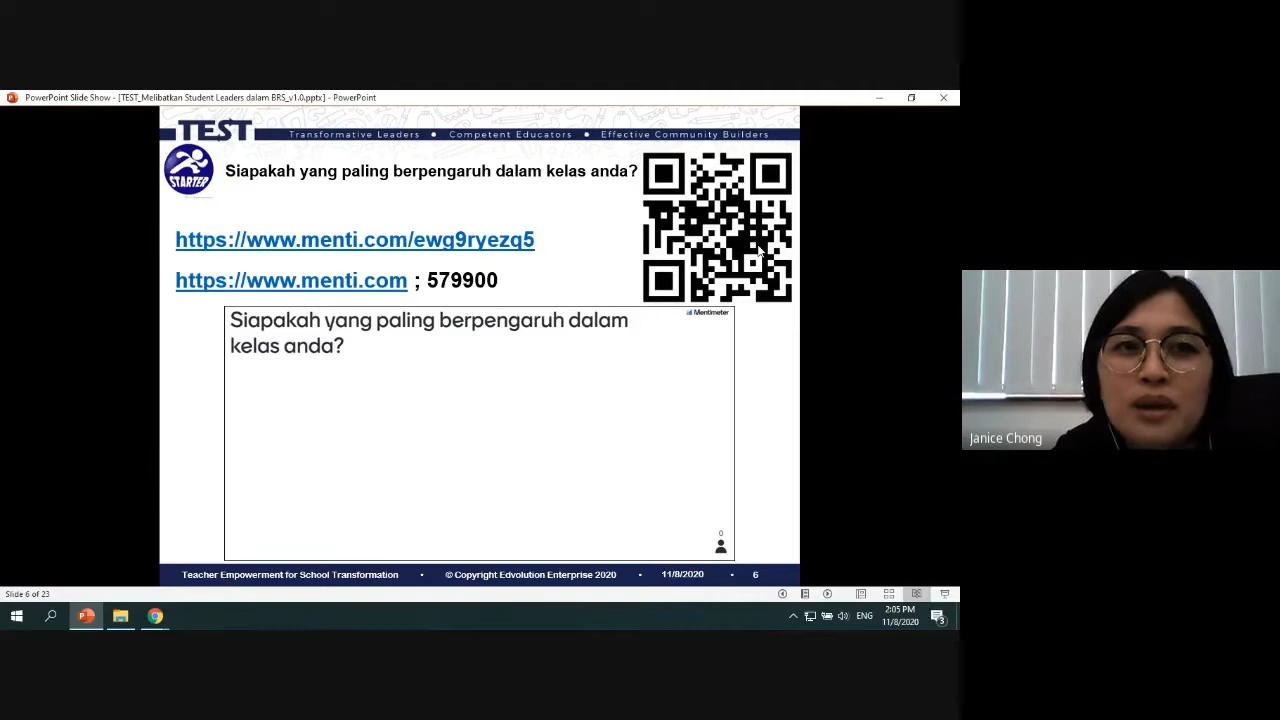 PowerPoint Slide Show - [TEST_Melibatkan Student Leaders dalam BRS_v1.0.pptx] - PowerPoint
TEST
Transformative Leaders • Competent Educators • Effective Community Builders
STARTER
Siapakah yang paling berpengaruh dalam kelas anda?
https://www.menti.com/ewg9ryezq5
https://www.menti.com ; 579900
Siapakah yang paling berpengaruh dalam
kelas anda?
Mentimeter
0
Teacher Empowerment for School Transformation • © Copyright Edvolution Enterprise 2020 • 11/8/2020 • 6
Slide 6 of 23
ENG
2:05 PM
11/8/2020
3
Janice Chong